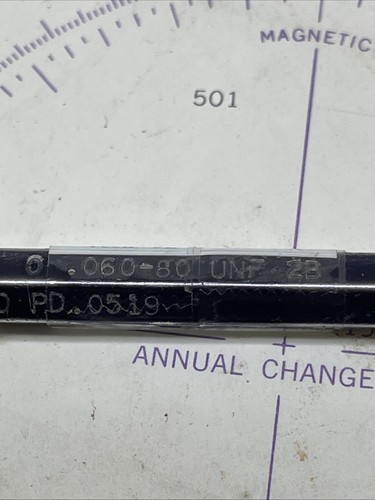 MAGNETIC
501
0 .060-80 UNF 2B
PD. .0519
ANNUAL CHANGE